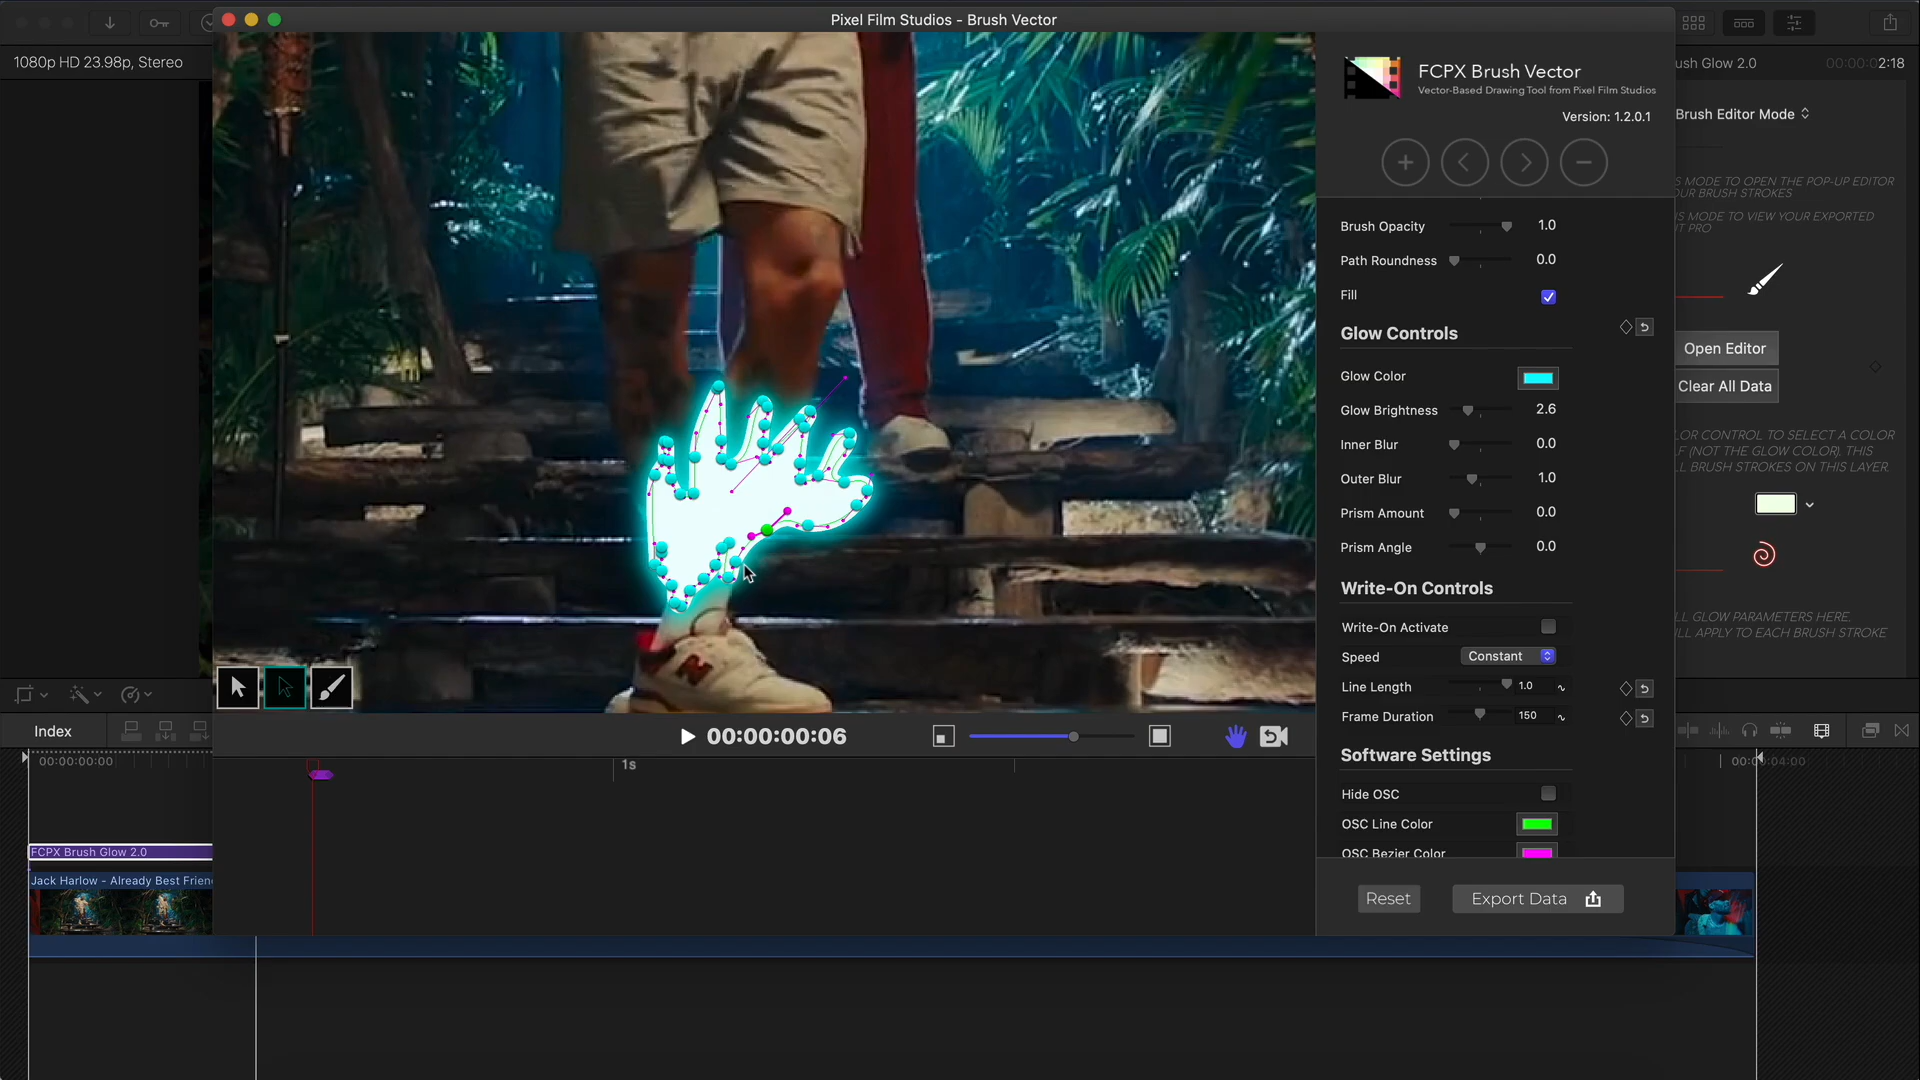 Pixel Film Studios - Brush Vector
1080p HD 23.98p, Stereo
FCPX Brush Vector
Vector-Based Drawing Tool from Pixel Film Studios
Version: 1.2.0.1
ush Glow 2.0
00:00:02:18
Brush Editor Mode
S MODE TO OPEN THE POP-UP EDITOR
UR BRUSH STROKES
IS MODE TO VIEW YOUR EXPORTED
T PRO
Brush Opacity 1.0
Path Roundness 0.0
Fill
Glow Controls
Glow Color
Glow Brightness 2.6
Inner Blur 0.0
Outer Blur 1.0
Prism Amount 0.0
Prism Angle 0.0
Write-On Controls
Write-On Activate
Speed Constant
Line Length 1.0
Frame Duration 150
Software Settings
Hide OSC
OSC Line Color
OSC Bezier Color
Reset
Export Data
Open Editor
Clear All Data
LOR CONTROL TO SELECT A COLOR
LF (NOT THE GLOW COLOR). THIS
LL BRUSH STROKES ON THIS LAYER.
LL GLOW PARAMETERS HERE.
ILL APPLY TO EACH BRUSH STROKE
00:00:00:06
1s
Index
00:00:00:00
00:00:04:00
FCPX Brush Glow 2.0
Jack Harlow - Already Best Frien
N